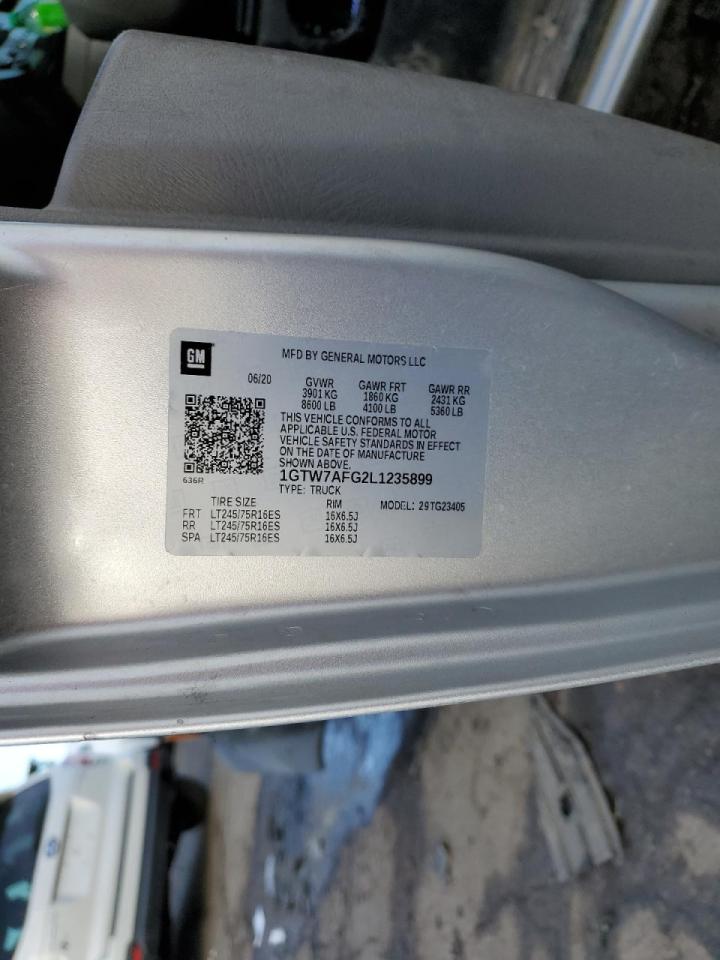 GM MFD BY GENERAL MOTORS LLC
06/20 GVWR GAWR FRT GAWR RR
3901 KG 1860 KG 2431 KG
8600 LB 4100 LB 5360 LB
THIS VEHICLE CONFORMS TO ALL
APPLICABLE U.S. FEDERAL MOTOR
VEHICLE SAFETY STANDARDS IN EFFECT
ON THE DATE OF MANUFACTURE
SHOWN ABOVE.
636R 1GTW7AFG2L1235899
TYPE: TRUCK
TIRE SIZE RIM MODEL: 29TG23405
FRT LT245/75R16ES 16X6.5J
RR LT245/75R16ES 16X6.5J
SPA LT245/75R16ES 16X6.5J